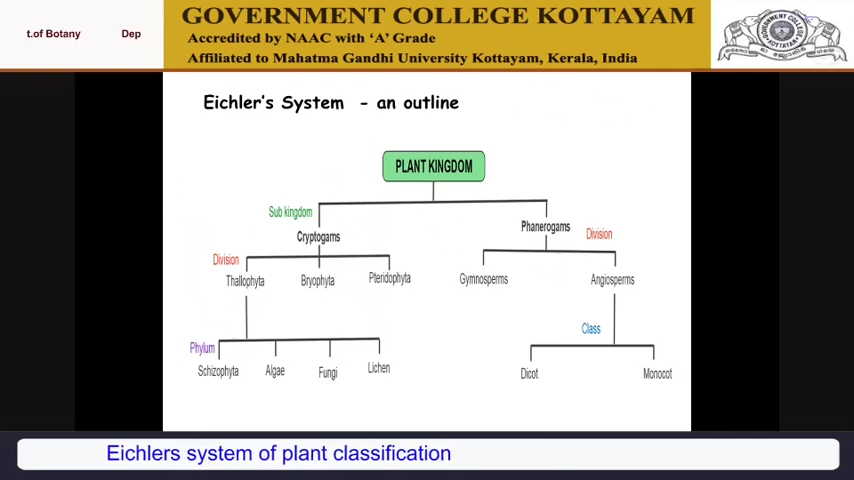 t.of Botany Dep
GOVERNMENT COLLEGE KOTTAYAM
Accredited by NAAC with ‘A’ Grade
Affiliated to Mahatma Gandhi University Kottayam, Kerala, India
Eichler’s System - an outline
PLANT KINGDOM
Sub kingdom
Cryptogams
Phanerogams
Division
Division
Thallophyta Bryophyta Pteridophyta
Gymnosperms Angiosperms
Class
Phylum
Schizophyta Algae Fungi Lichen
Dicot Monocot
Eichlers system of plant classification